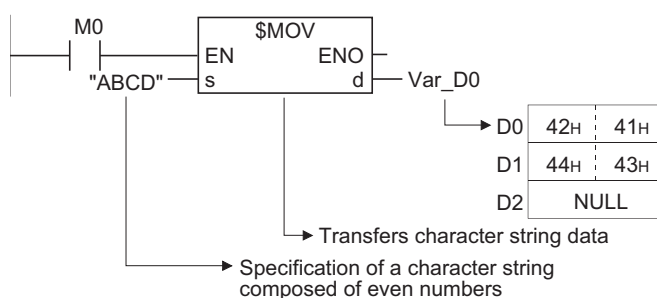 M0
$MOV
EN ENO
"ABCD" s d Var_D0
D0 42H 41H
D1 44H 43H
D2 NULL
Transfers character string data
Specification of a character string
composed of even numbers